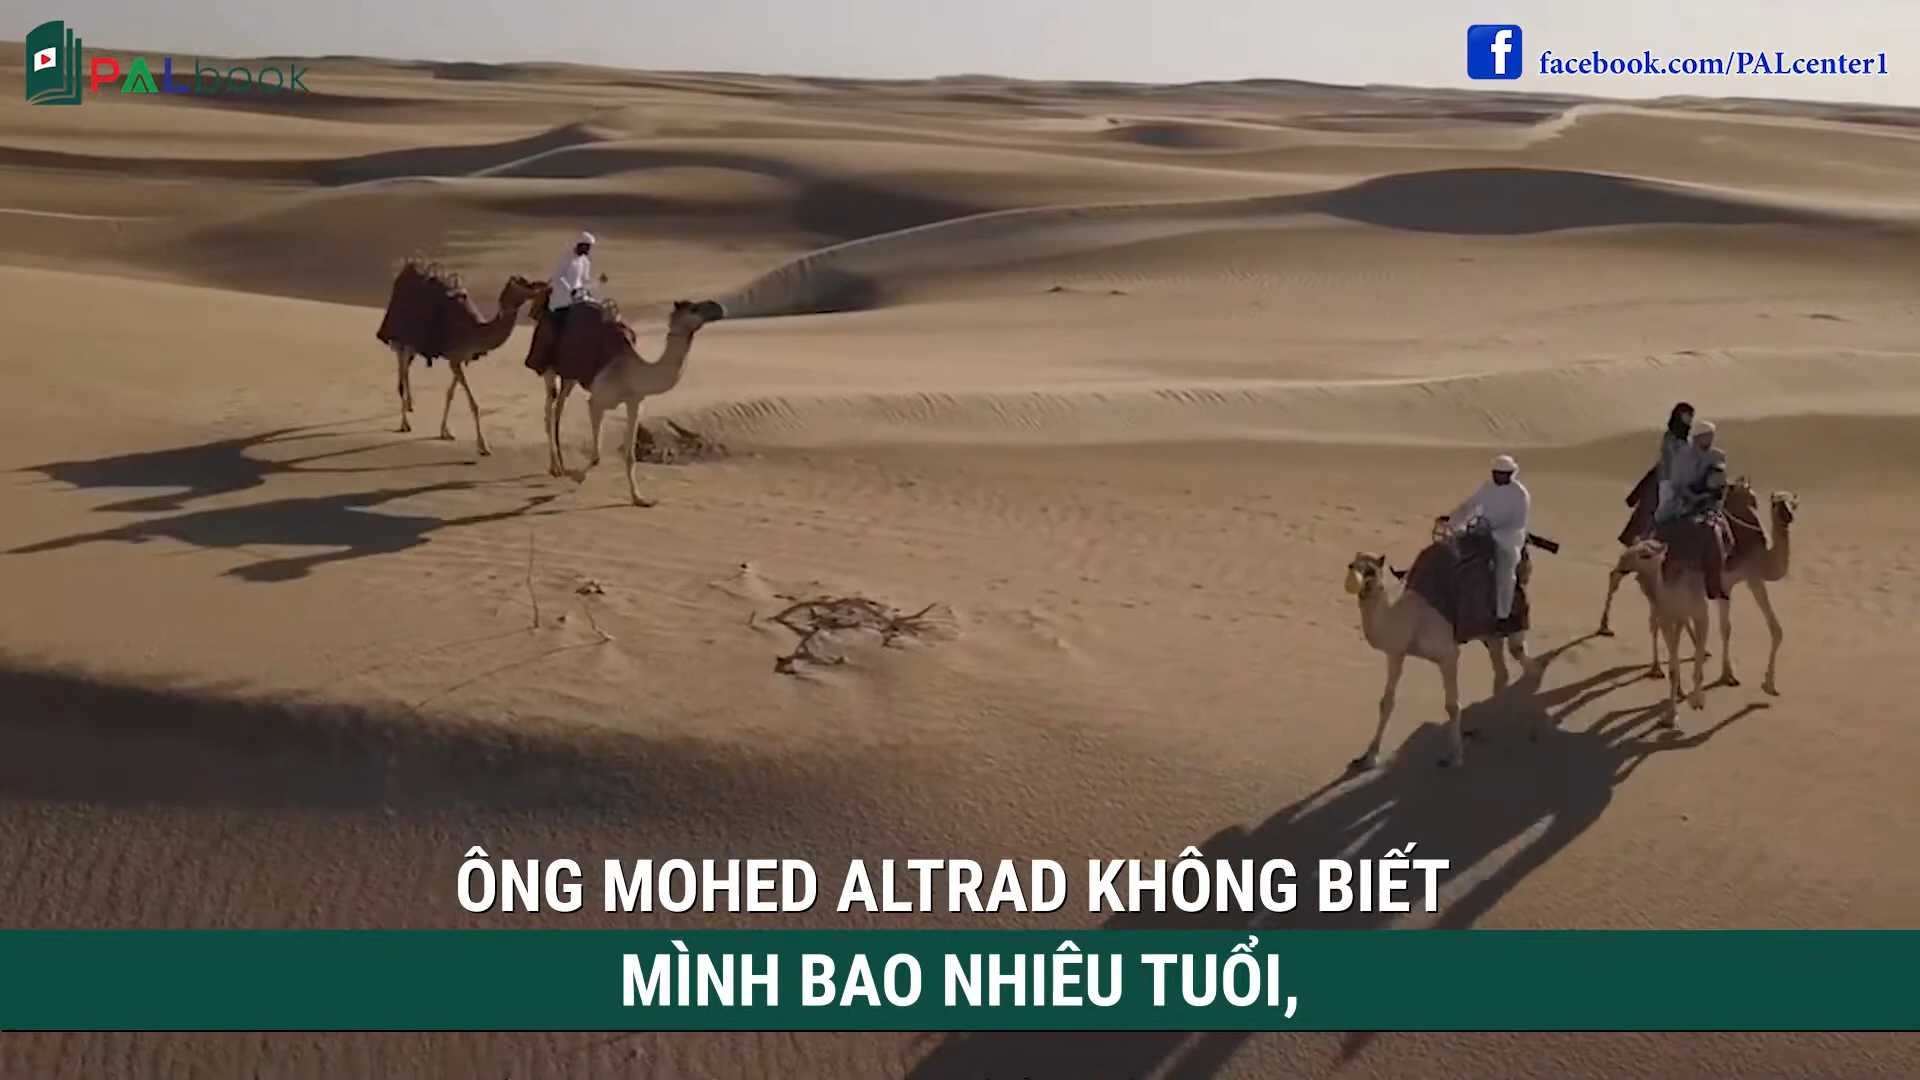 PALbook
f facebook.com/PALcenter1
ÔNG MOHED ALTRAD KHÔNG BIẾT
MÌNH BAO NHIÊU TUỔI,